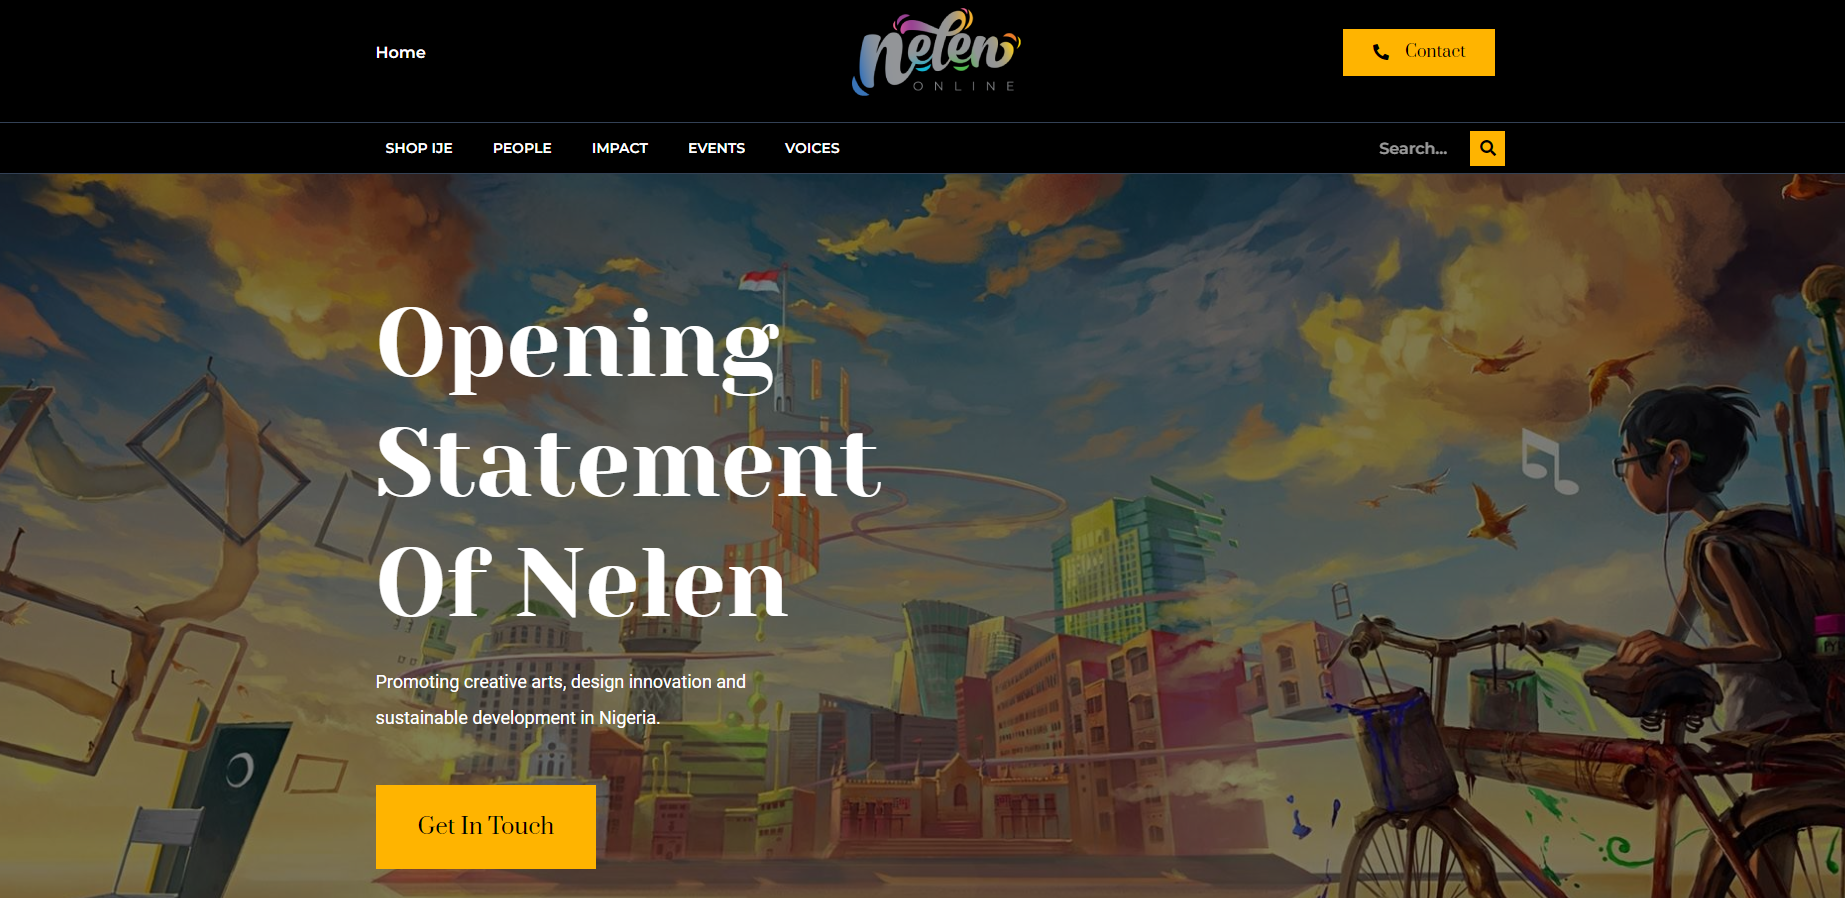 Home
nelen
ONLINE
Contact
SHOP IJE PEOPLE IMPACT EVENTS VOICES
Search...
Opening
Statement
Of Nelen
Promoting creative arts, design innovation and
sustainable development in Nigeria.
Get In Touch